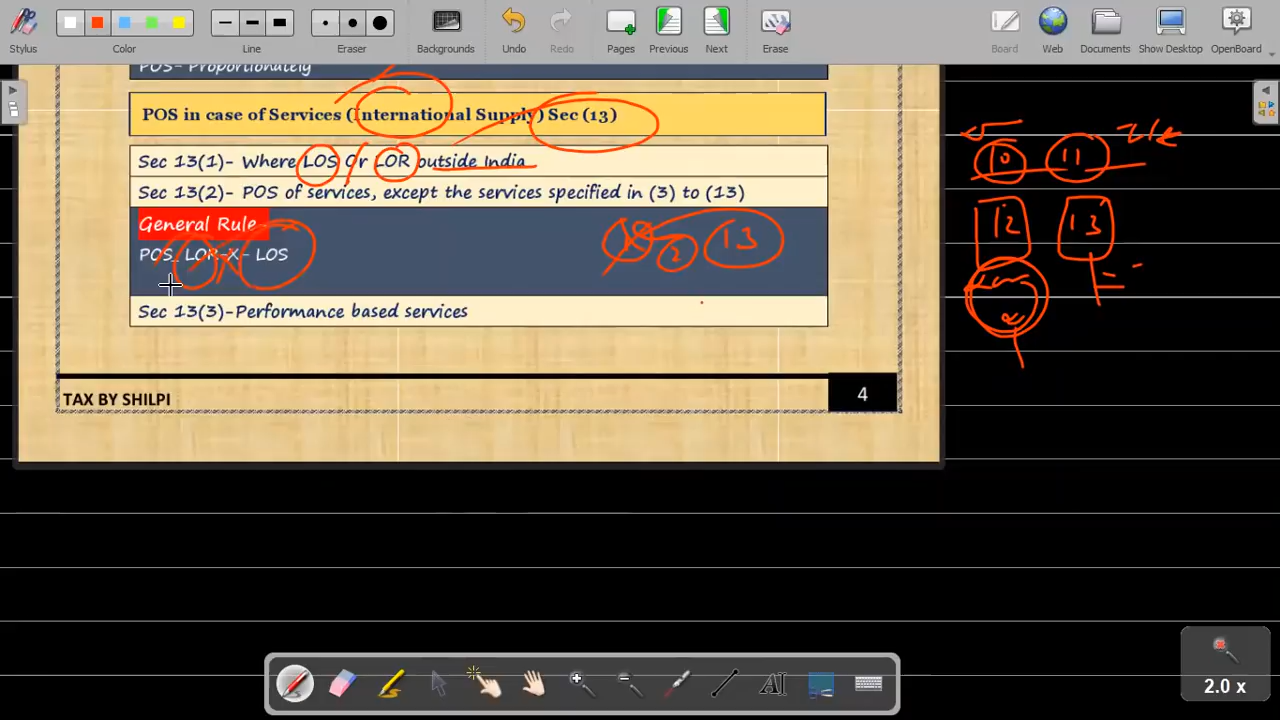 Stylus
Color
Line
Eraser
Backgrounds
Undo
Redo
Pages
Previous
Next
Erase
Board
Web
Documents
Show Desktop
OpenBoard
POS- Proportionately
POS in case of Services (International Supply) Sec (13)
Sec 13(1)- Where LOS Or LOR outside India
Sec 13(2)- POS of services, except the services specified in (3) to (13)
General Rule
POS- LOR-X- LOS
2 13
Sec 13(3)-Performance based services
TAX BY SHILPI
4
10 11
12 13
2.0 x